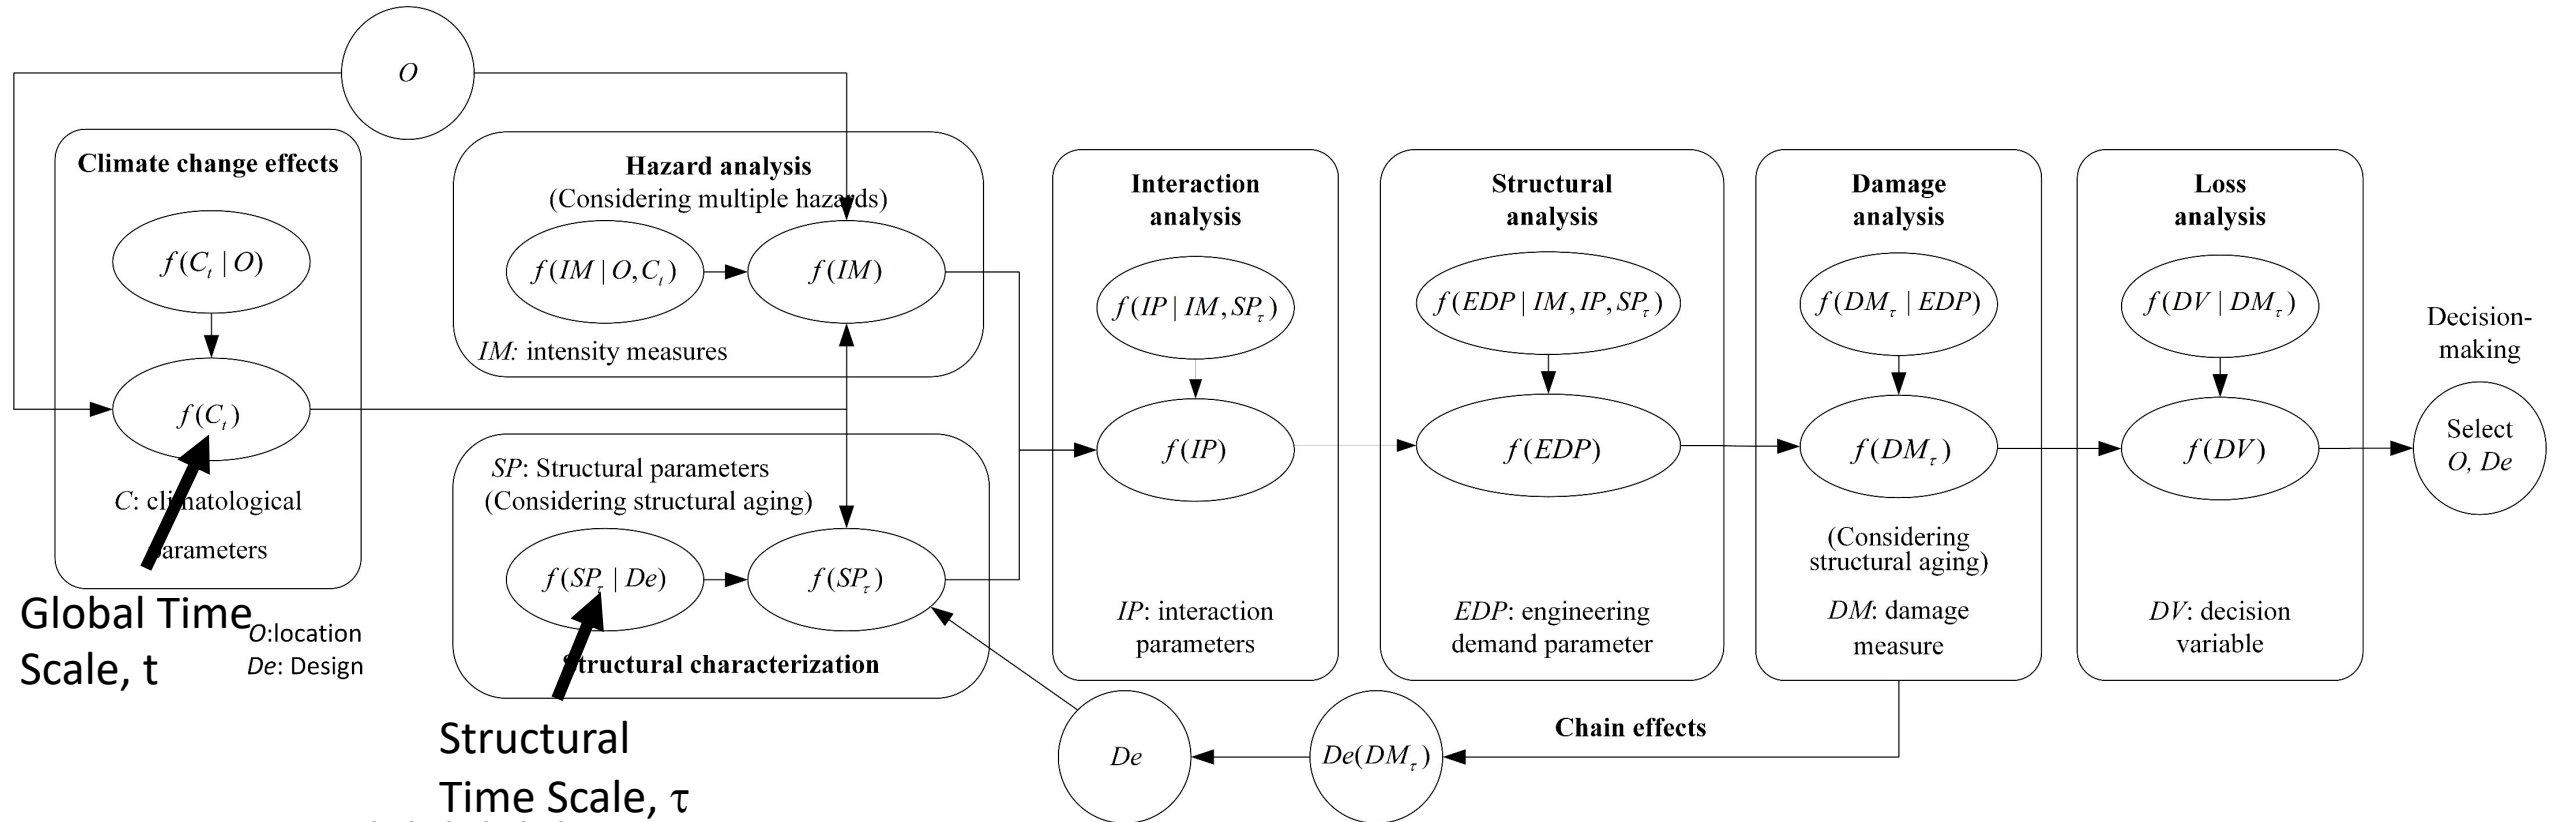 O
Climate change effects
f(C_t | O)
f(C_t)
C: climatological
parameters
Global Time
Scale, t
O:location
De: Design
Hazard analysis
(Considering multiple hazards)
f(IM | O, C_t)
f(IM)
IM: intensity measures
SP: Structural parameters
(Considering structural aging)
f(SP_τ | De)
f(SP_τ)
Structural characterization
Structural
Time Scale, τ
Interaction
analysis
f(IP | IM, SP_τ)
f(IP)
IP: interaction
parameters
Structural
analysis
f(EDP | IM, IP, SP_τ)
f(EDP)
EDP: engineering
demand parameter
Damage
analysis
f(DM_τ | EDP)
f(DM_τ)
(Considering
structural aging)
DM: damage
measure
Loss
analysis
f(DV | DM_τ)
f(DV)
DV: decision
variable
Decision-
making
Select
O, De
Chain effects
De
De(DM_τ)